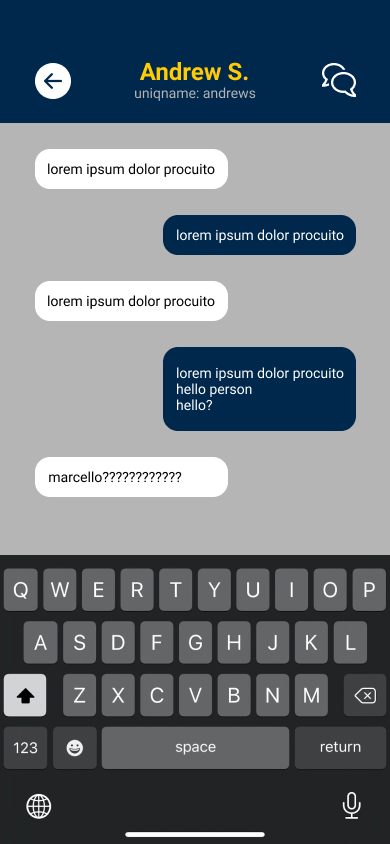 Andrew S.
uniqname: andrews
lorem ipsum dolor procuito
lorem ipsum dolor procuito
lorem ipsum dolor procuito
lorem ipsum dolor procuito
hello person
hello?
marcello????????????
Q W E R T Y U I O P
A S D F G H J K L
Z X C V B N M
123 space return